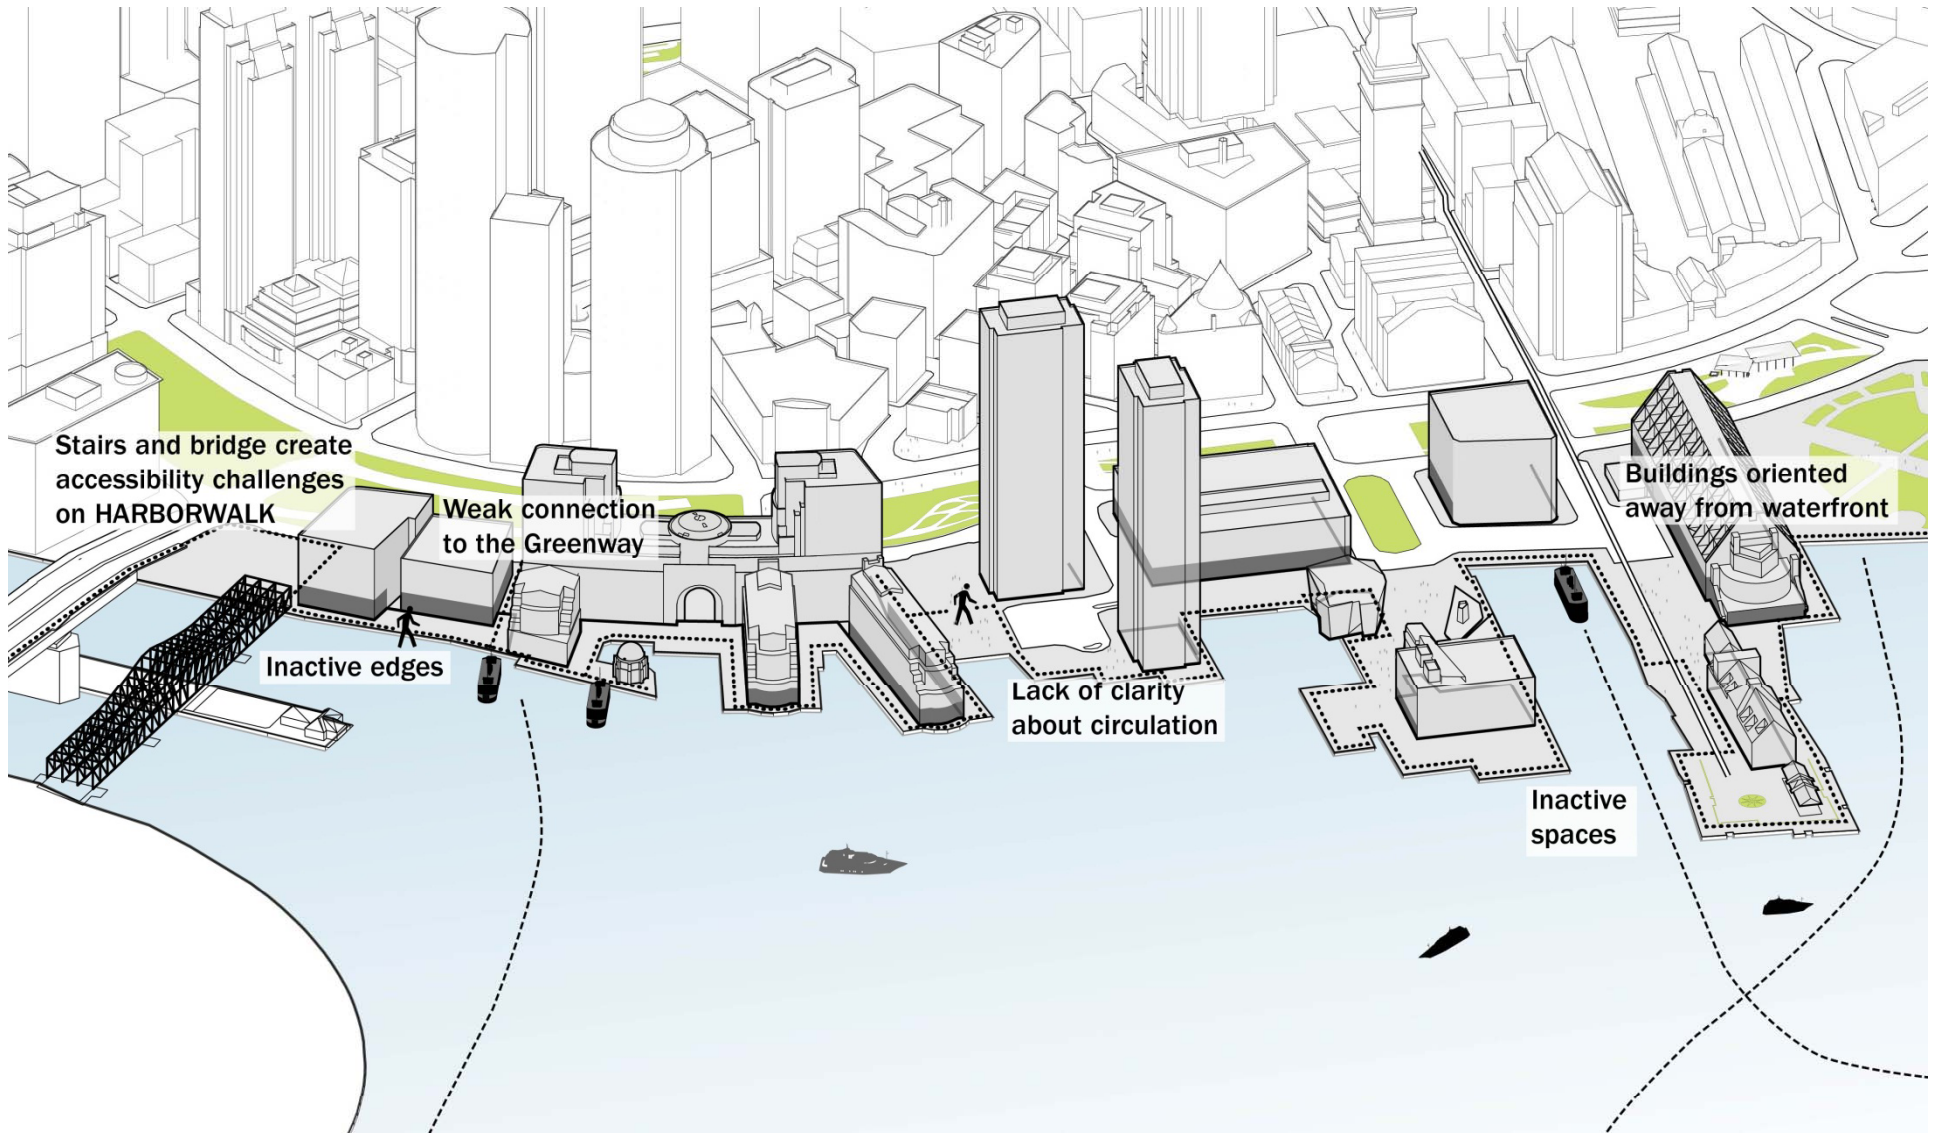 Stairs and bridge create
accessibility challenges
on HARBORWALK
Weak connection
to the Greenway
Inactive edges
Lack of clarity
about circulation
Buildings oriented
away from waterfront
Inactive
spaces